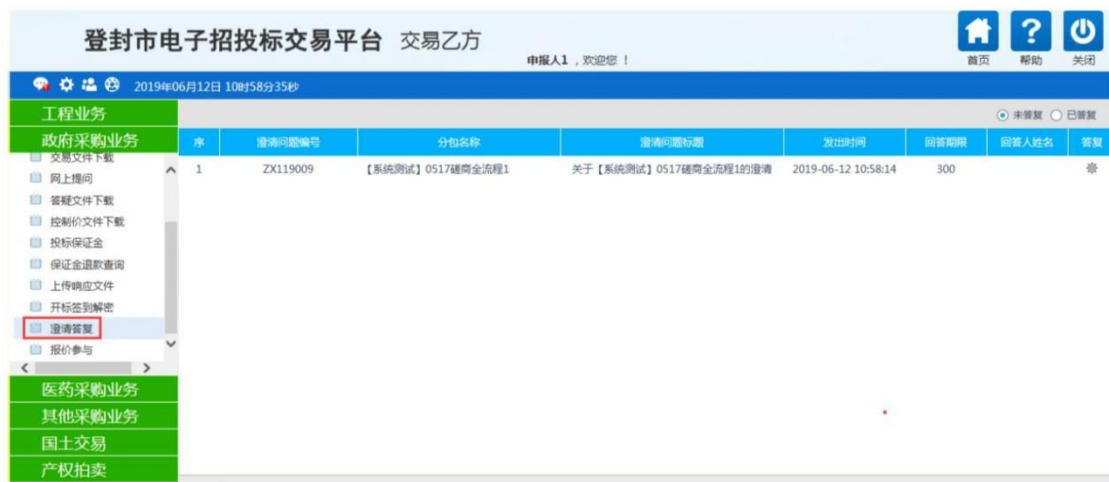 登封市电子招投标交易平台 交易乙方
申报人1 ，欢迎您！
首页 帮助 关闭
2019年06月12日 10时58分35秒
工程业务
未答复 已答复
政府采购业务
序 澄清问题编号 分包名称 澄清问题标题 发出时间 回答期限 回答人姓名 答复
1 ZX119009 【系统测试】0517磋商全流程1 关于【系统测试】0517磋商全流程1的澄清 2019-06-12 10:58:14 300
交易文件下载
网上提问
答疑文件下载
控制价文件下载
投标保证金
保证金退款查询
上传响应文件
开标签到解密
澄清答复
报价参与
医药采购业务
其他采购业务
国土交易
产权拍卖